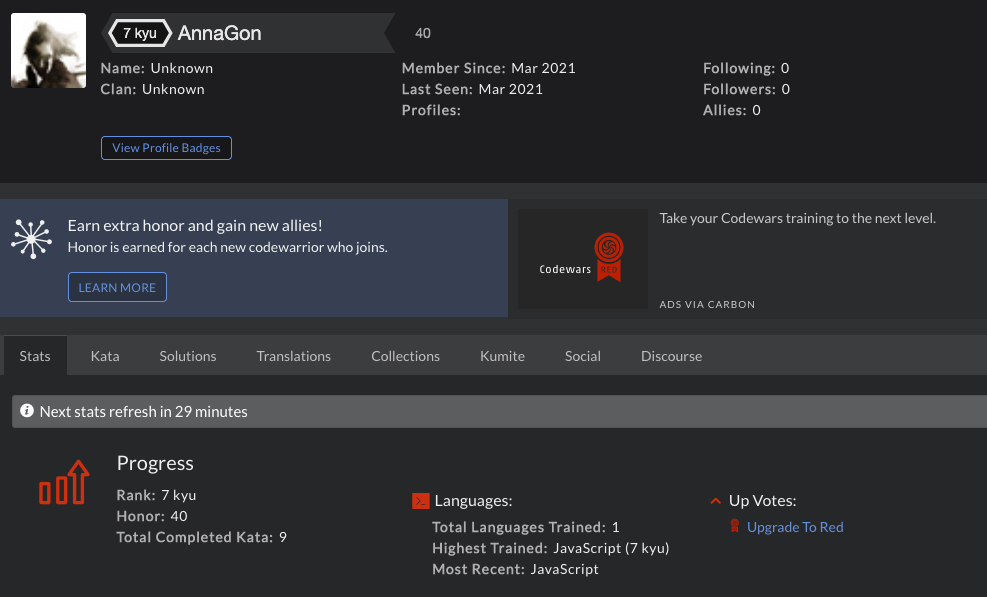 7 kyu AnnaGon 40
Name: Unknown
Clan: Unknown
Member Since: Mar 2021
Last Seen: Mar 2021
Profiles:
Following: 0
Followers: 0
Allies: 0
View Profile Badges
Earn extra honor and gain new allies!
Honor is earned for each new codewarrior who joins.
LEARN MORE
Codewars RED
Take your Codewars training to the next level.
ADS VIA CARBON
Stats Kata Solutions Translations Collections Kumite Social Discourse
Next stats refresh in 29 minutes
Progress
Rank: 7 kyu
Honor: 40
Total Completed Kata: 9
Languages:
Total Languages Trained: 1
Highest Trained: JavaScript (7 kyu)
Most Recent: JavaScript
Up Votes:
Upgrade To Red